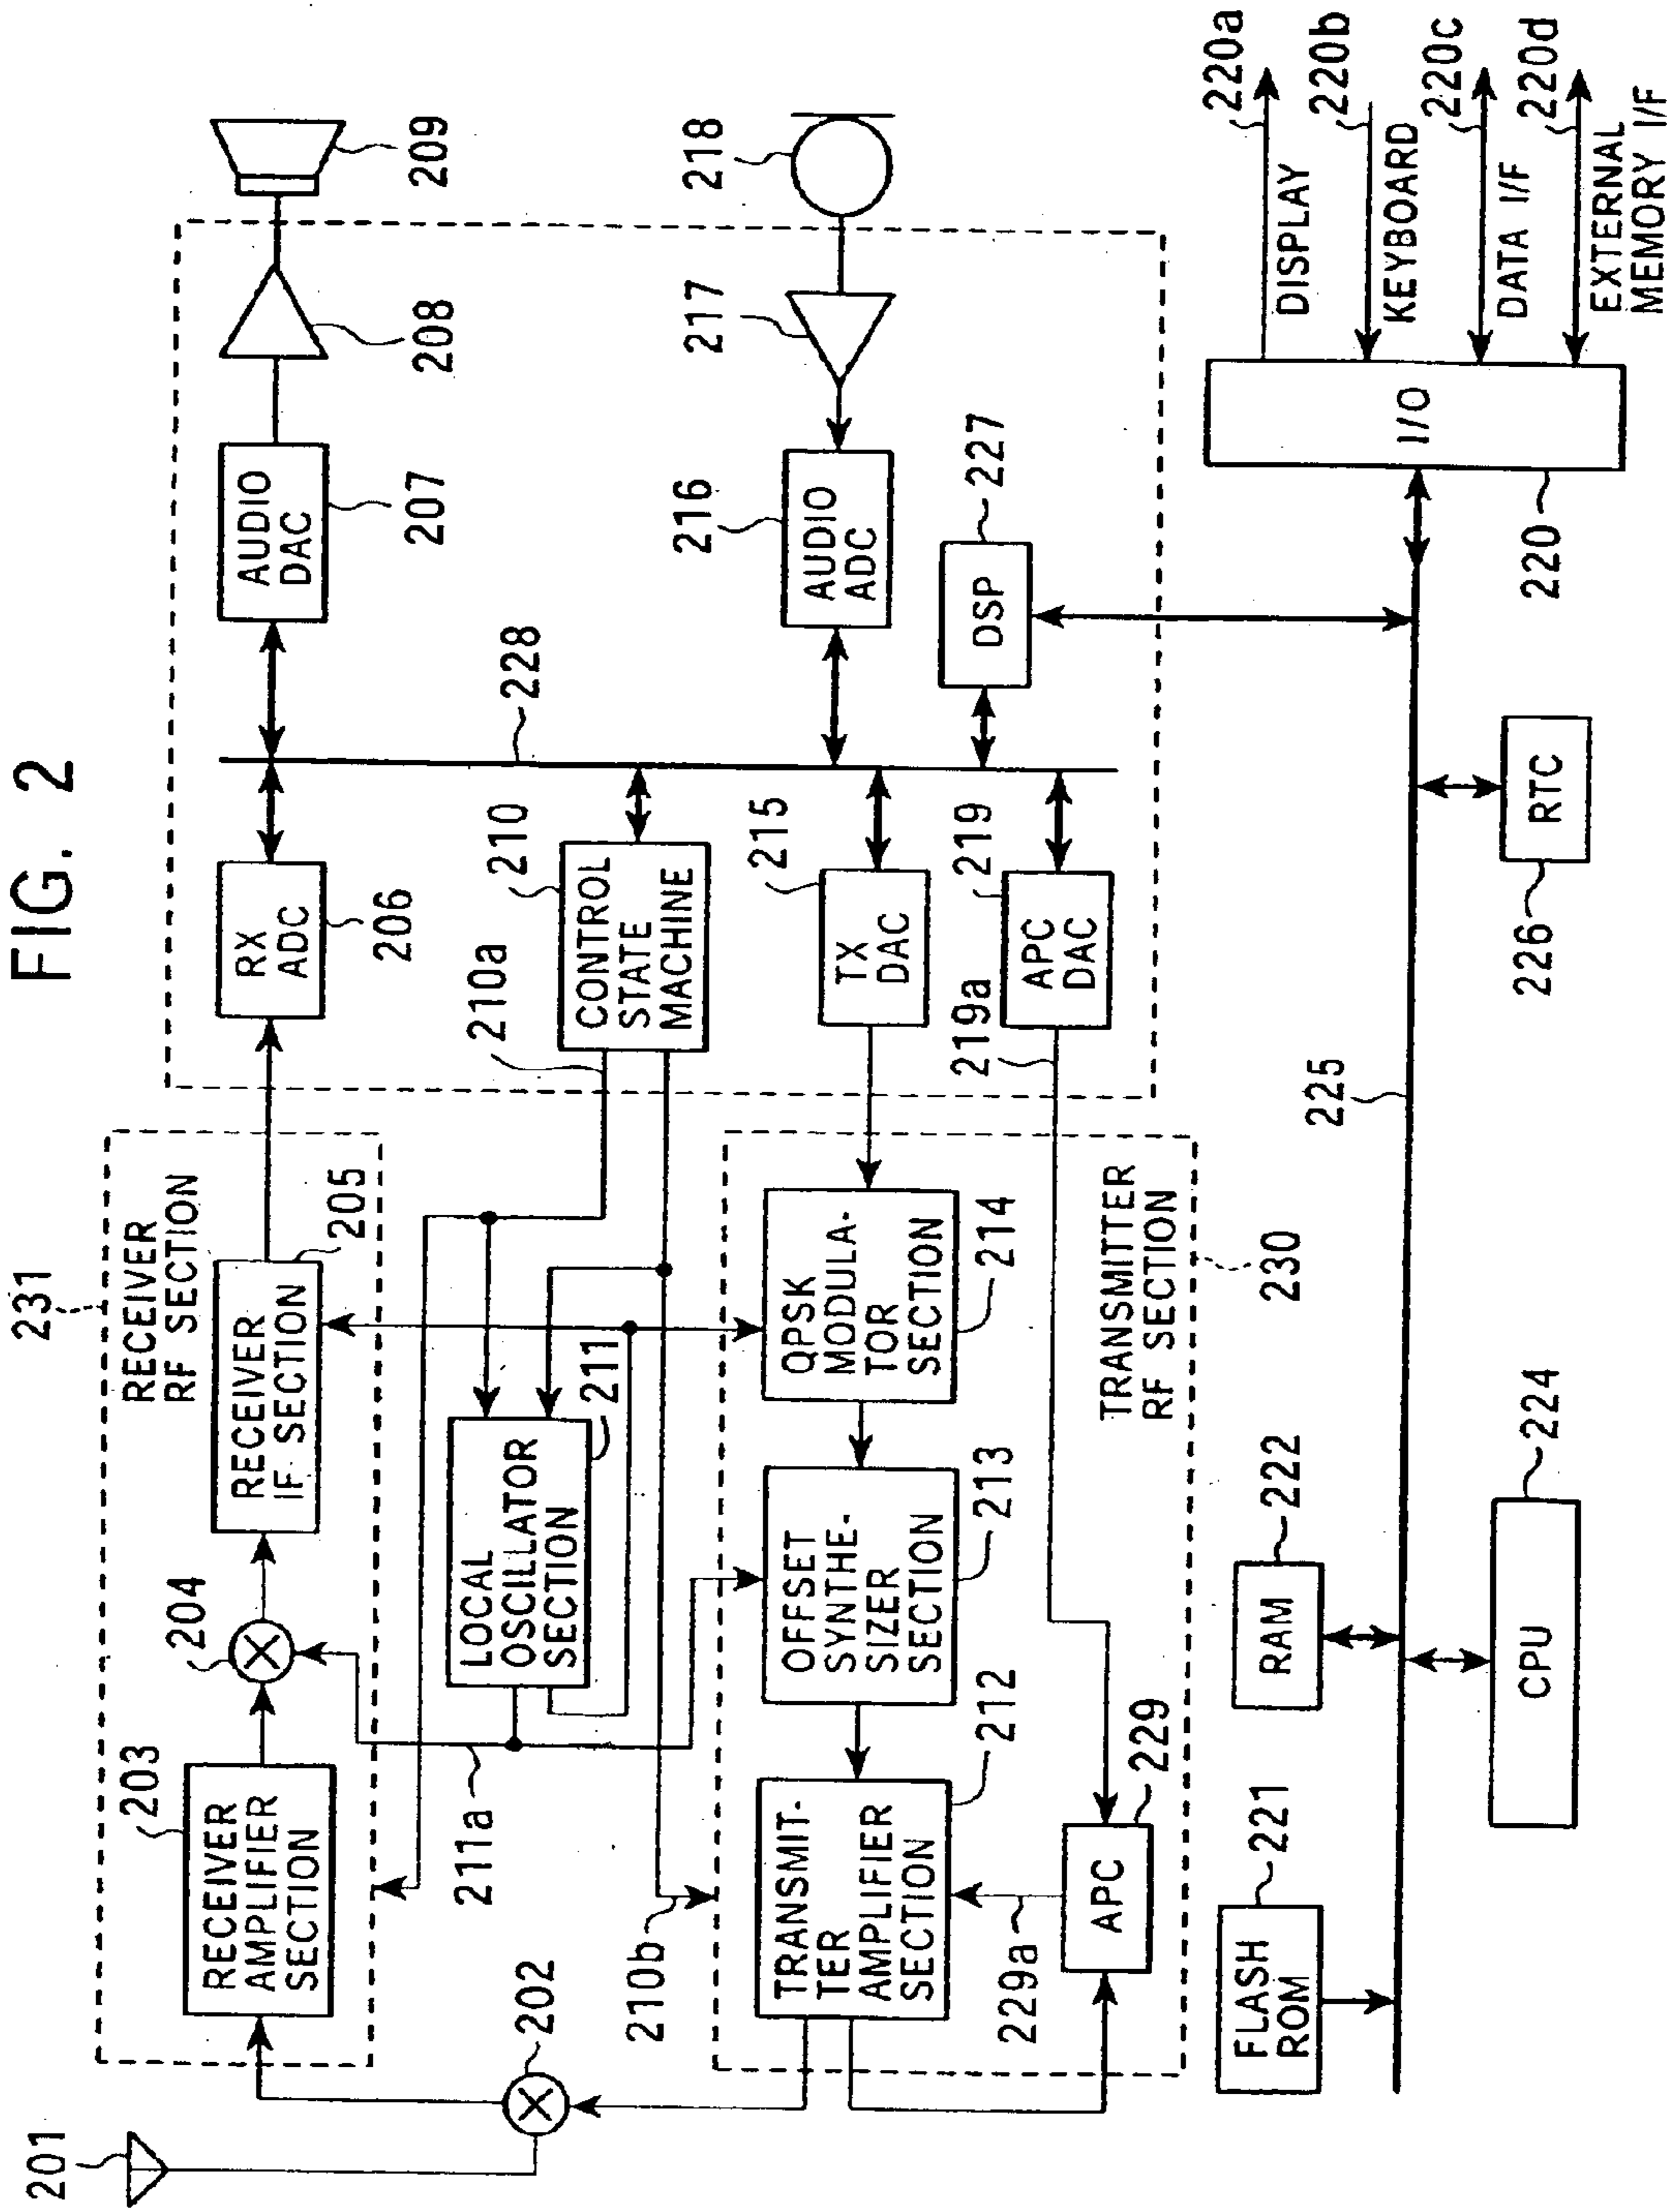 FIG. 2
201
202
231
RECEIVER
RF SECTION
203
RECEIVER
AMPLIFIER
SECTION
204
RECEIVER
IF SECTION
205
RX
ADC
206
AUDIO
DAC
207
208
209
211a
LOCAL
OSCILLATOR
SECTION
211
210a
210
CONTROL
STATE
MACHINE
228
210b
TRANSMIT-
TER
AMPLIFIER
SECTION
212
OFFSET
SYNTHE-
SIZER
SECTION
213
QPSK
MODULA-
TOR
SECTION
214
215
TX
DAC
216
AUDIO
ADC
217
218
229a
APC
229
TRANSMITTER
RF SECTION
230
219a
219
APC
DAC
227
DSP
FLASH
ROM
221
RAM
222
CPU
224
225
RTC
226
I/O
220
DISPLAY
220a
KEYBOARD
220b
DATA I/F
220c
EXTERNAL
MEMORY I/F
220d